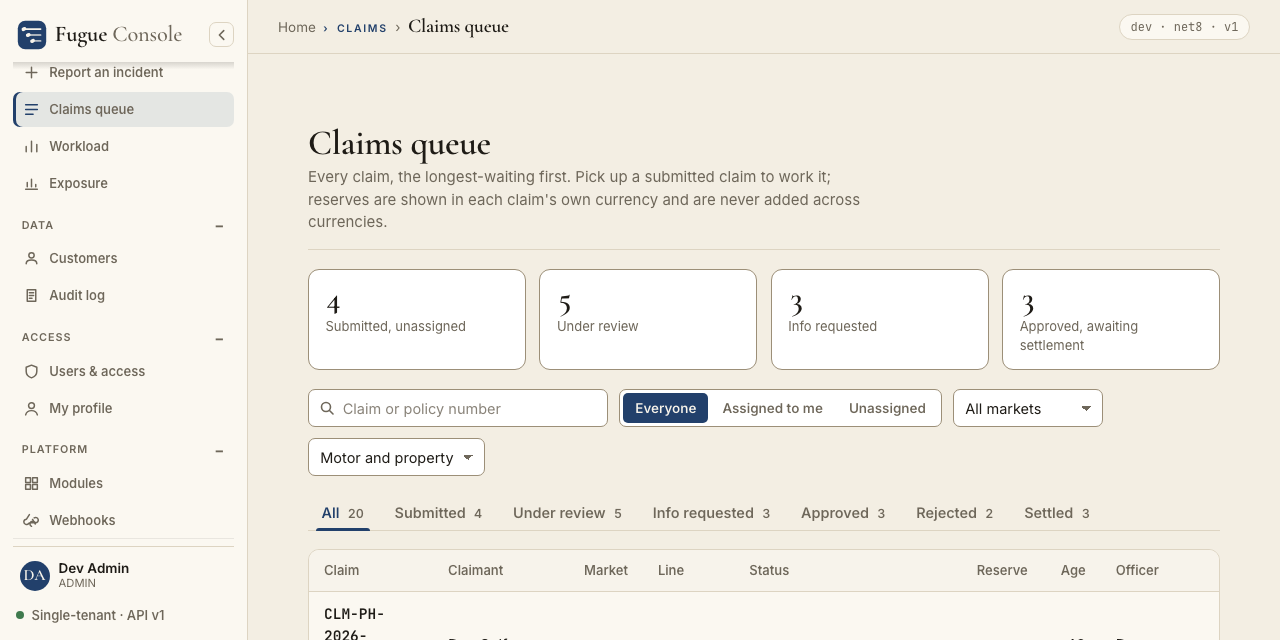 Fugue Console
Report an incident
Claims queue
Workload
Exposure
DATA
Customers
Audit log
ACCESS
Users & access
My profile
PLATFORM
Modules
Webhooks
DA
Dev Admin
ADMIN
Single-tenant · API v1
Home › CLAIMS › Claims queue
dev · net8 · v1
Claims queue
Every claim, the longest-waiting first. Pick up a submitted claim to work it;
reserves are shown in each claim's own currency and are never added across
currencies.
4
Submitted, unassigned
5
Under review
3
Info requested
3
Approved, awaiting
settlement
Claim or policy number
Everyone Assigned to me Unassigned
All markets
Motor and property
All 20 Submitted 4 Under review 5 Info requested 3 Approved 3 Rejected 2 Settled 3
Claim Claimant Market Line Status Reserve Age Officer
CLM-PH-
2026-